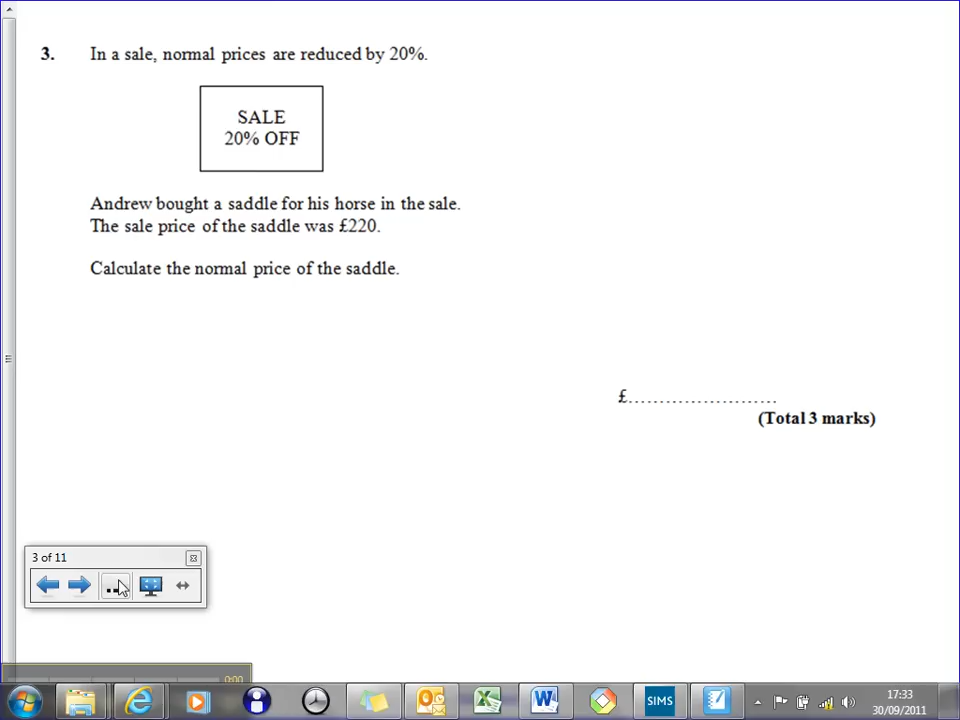 3. In a sale, normal prices are reduced by 20%.
SALE
20% OFF
Andrew bought a saddle for his horse in the sale.
The sale price of the saddle was £220.
Calculate the normal price of the saddle.
£........................
(Total 3 marks)
3 of 11
0:00
SIMS
17:33
30/09/2011